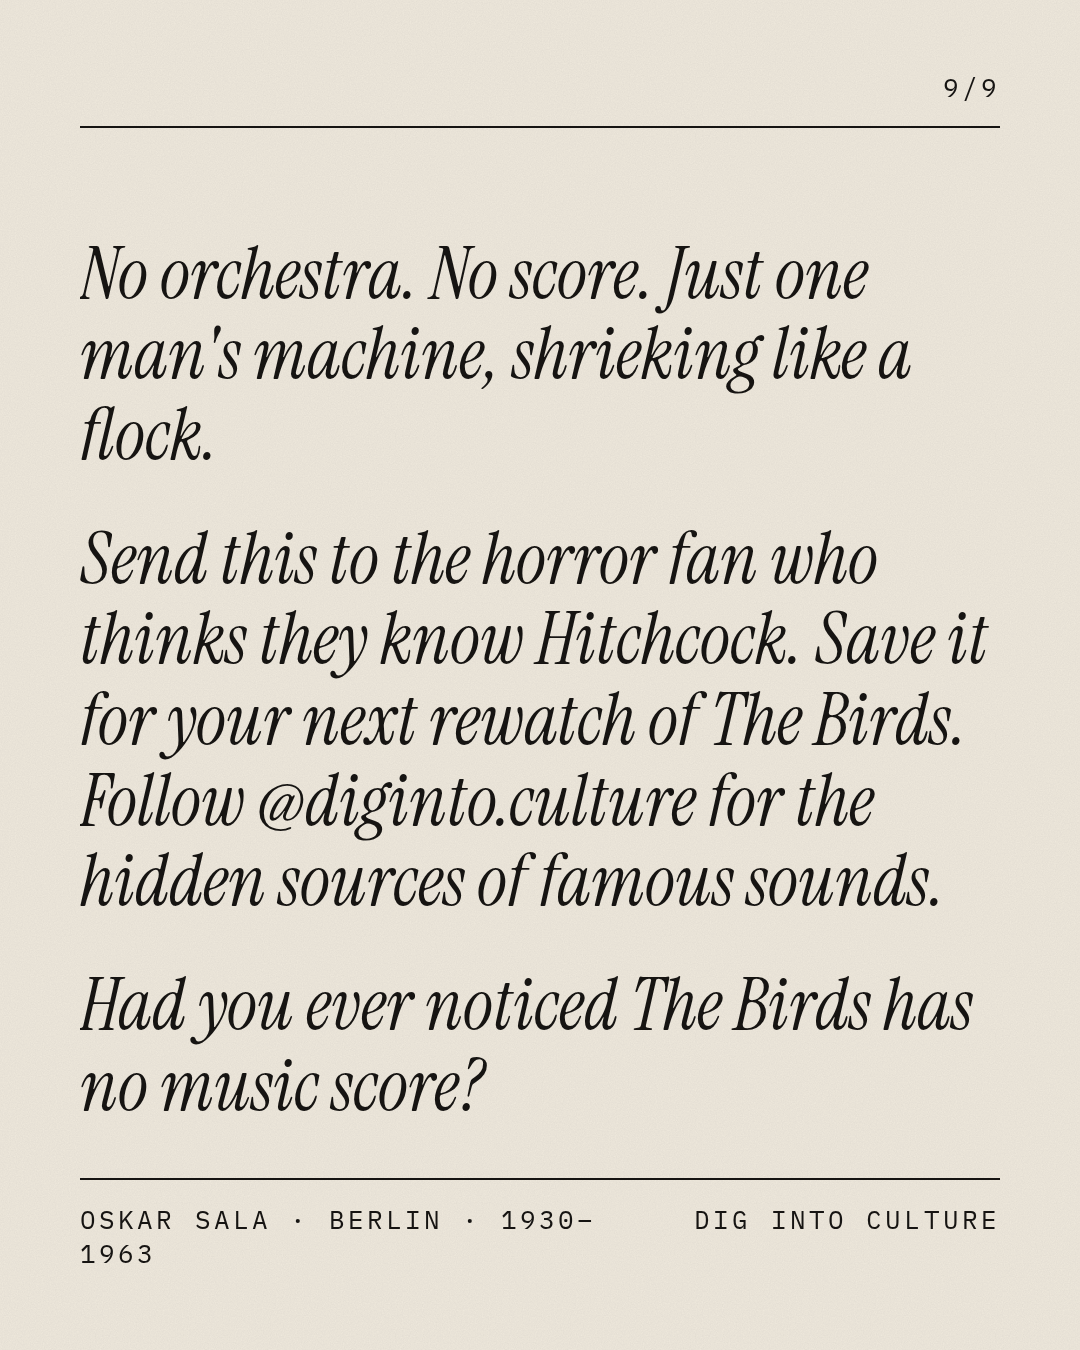 9/9
No orchestra. No score. Just one
man's machine, shrieking like a
flock.
Send this to the horror fan who
thinks they know Hitchcock. Save it
for your next rewatch of The Birds.
Follow @diginto.culture for the
hidden sources of famous sounds.
Had you ever noticed The Birds has
no music score?
OSKAR SALA · BERLIN · 1930–
1963
DIG INTO CULTURE